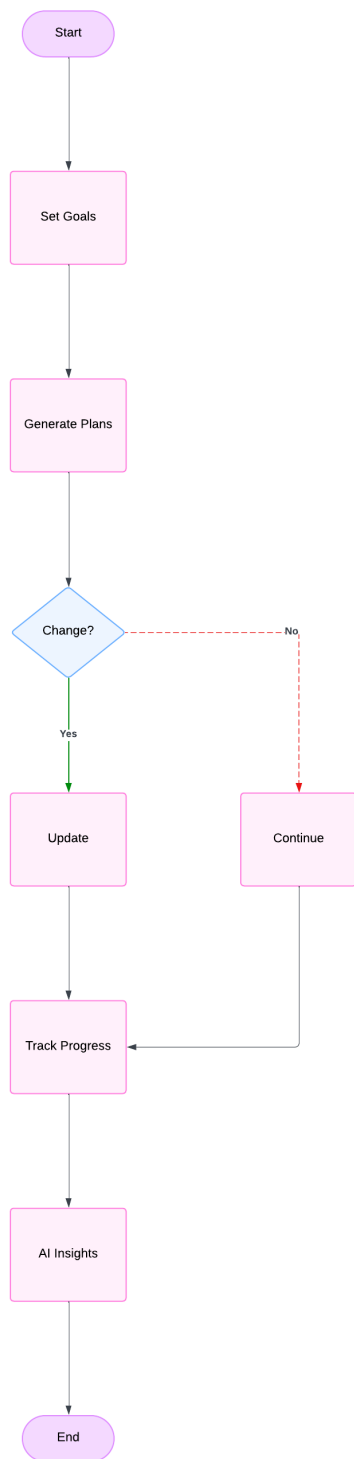 Start
Set Goals
Generate Plans
Change?
No
Yes
Update
Continue
Track Progress
AI Insights
End